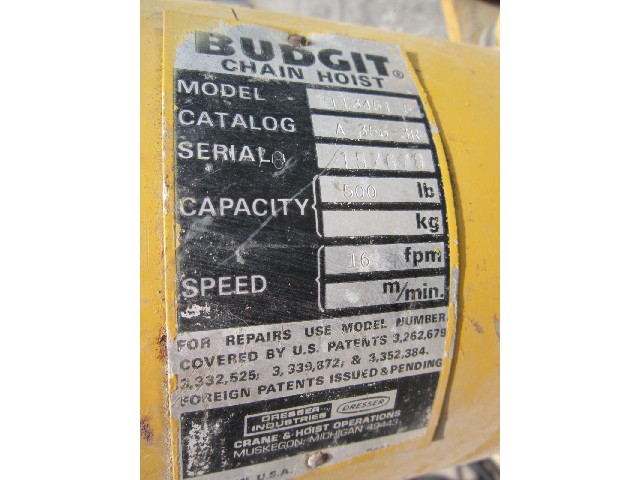 BUDGIT®
CHAIN HOIST
MODEL
CATALOG
SERIAL
CAPACITY 500 lb
kg
SPEED 16 fpm
m/min.
FOR REPAIRS USE MODEL NUMBER.
COVERED BY U.S. PATENTS 3,262,679
3,332,525; 3,339,872; & 3,352,384.
FOREIGN PATENTS ISSUED & PENDING
DRESSER
INDUSTRIES
DRESSER
CRANE & HOIST OPERATIONS
MUSKEGON, MICHIGAN 49443
U.S.A.